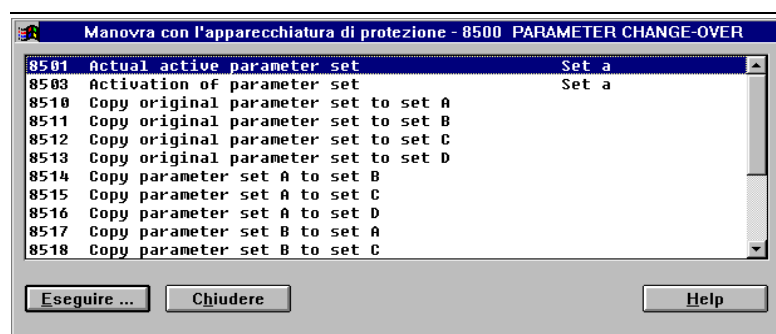 Manovra con l'apparecchiatura di protezione - 8500 PARAMETER CHANGE-OVER
8501 Actual active parameter set Set a
8503 Activation of parameter set Set a
8510 Copy original parameter set to set A
8511 Copy original parameter set to set B
8512 Copy original parameter set to set C
8513 Copy original parameter set to set D
8514 Copy parameter set A to set B
8515 Copy parameter set A to set C
8516 Copy parameter set A to set D
8517 Copy parameter set B to set A
8518 Copy parameter set B to set C
Eseguire ... Chiudere Help